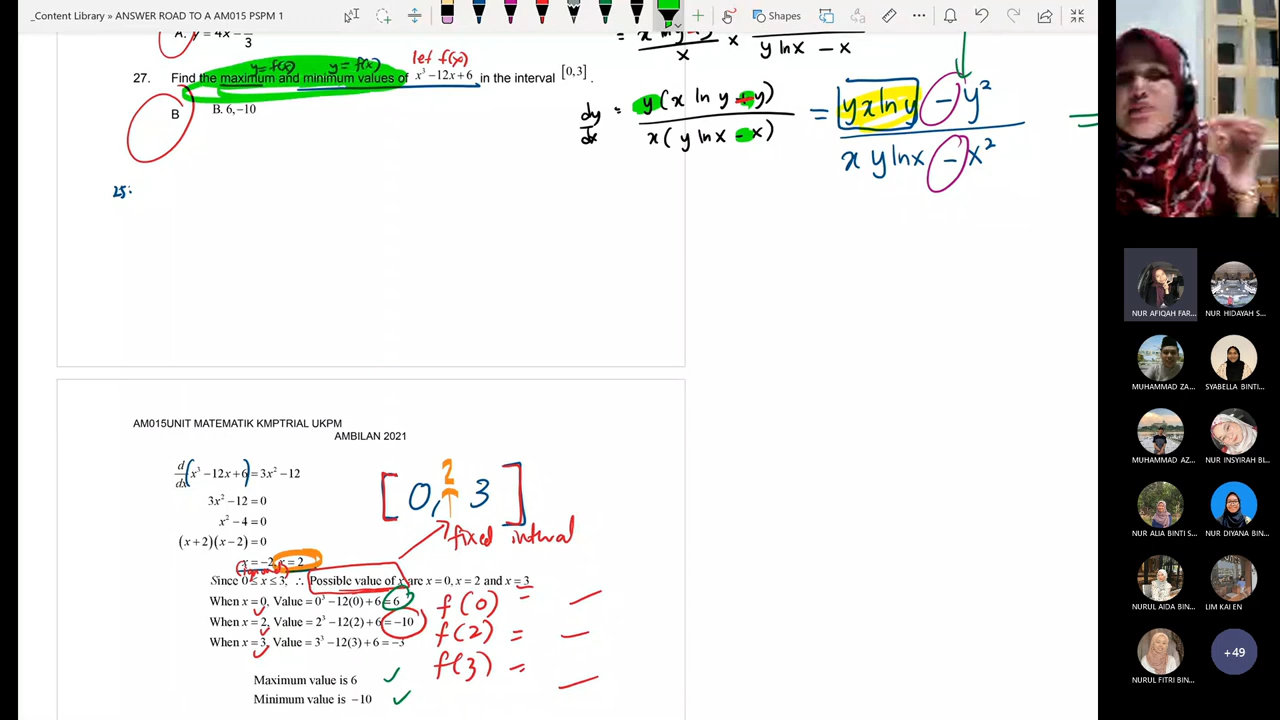 _Content Library » ANSWER ROAD TO A AM015 PSPM 1
Shapes
A. y = 4x − 3
= x × y ln x − x
let f(x)
y = f(x) y = f(x)
27. Find the maximum and minimum values of x³ −12x + 6 in the interval [0,3] .
B B. 6,−10
dy/dx = y(x ln y − y) / x(y ln x − x) = yx ln y − y² / x y ln x − x² =
25.
AM015UNIT MATEMATIK KMPTRIAL UKPM
AMBILAN 2021
d/dx (x³ −12x + 6) = 3x² −12
3x² −12 = 0
x² − 4 = 0
(x + 2)(x − 2) = 0
x = −2, x = 2
[ 0, 2 3 ]
fixed interval
Since 0 ≤ x ≤ 3, ∴ Possible value of x are x = 0, x = 2 and x = 3
When x = 0, Value = 0³ −12(0) + 6 = 6
When x = 2, Value = 2³ −12(2) + 6 = −10
When x = 3, Value = 3³ −12(3) + 6 = −3
f(0) =
f(2) =
f(3) =
Maximum value is 6
Minimum value is −10
NUR AFIQAH FAR...
NUR HIDAYAH S...
MUHAMMAD ZA...
SYABELLA BINTI...
MUHAMMAD AZ...
NUR INSYIRAH BI...
NUR ALIA BINTI S...
NUR DIYANA BIN...
NURUL AIDA BIN...
LIM KAI EN
NURUL FITRI BIN...
+49